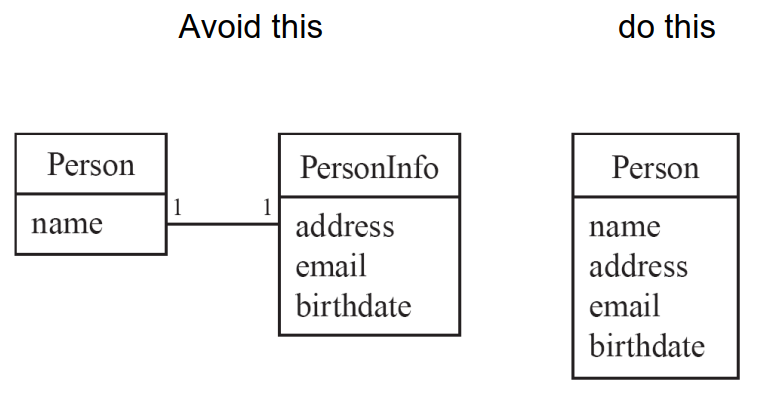 Avoid this
do this
Person
name
1
1
PersonInfo
address
email
birthdate
Person
name
address
email
birthdate